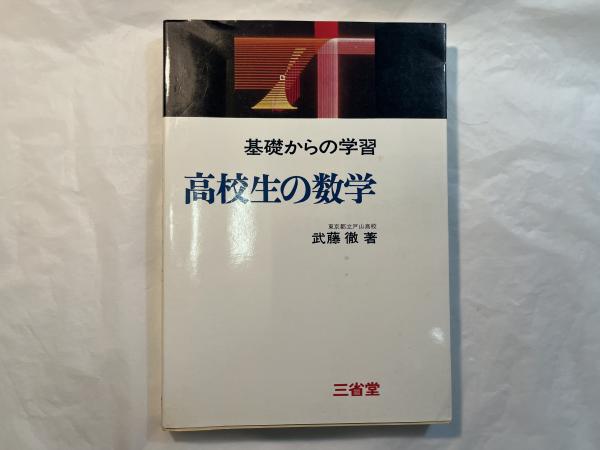 基礎からの学習
高校生の数学
東京都立戸山高校
武藤 徹 著
三省堂